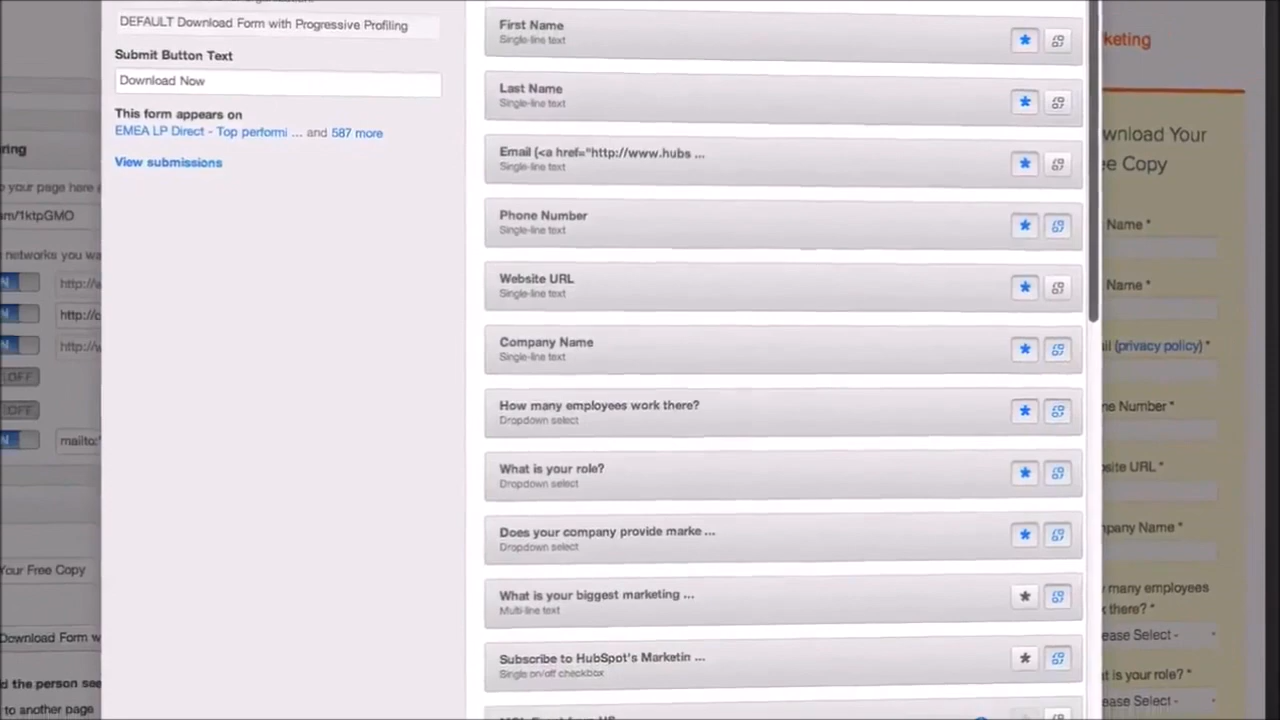 DEFAULT Download Form with Progressive Profiling
Submit Button Text
Download Now
This form appears on
EMEA LP Direct - Top performi ... and 587 more
View submissions
First Name
Single-line text
Last Name
Single-line text
Email (<a href="http://www.hubs ...
Single-line text
Phone Number
Single-line text
Website URL
Single-line text
Company Name
Single-line text
How many employees work there?
Dropdown select
What is your role?
Dropdown select
Does your company provide marke ...
Dropdown select
What is your biggest marketing ...
Multi-line text
Subscribe to HubSpot's Marketin ...
Single on/off checkbox
ring
your page here
m/1ktpGMO
networks you wa
http://
http://c
http://
OFF
OFF
mailto:
Your Free Copy
Download Form w
d the person see
to another page
keting
wnload Your
e Copy
Name *
Name *
il (privacy policy) *
ne Number *
site URL *
pany Name *
many employees
k there? *
ease Select -
t is your role? *
ease Select -